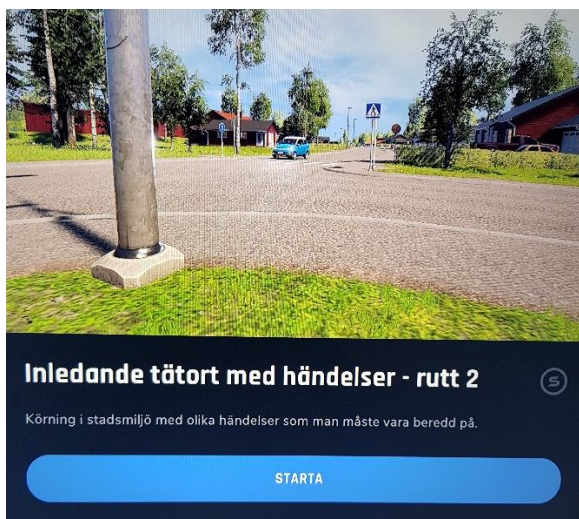 Inledande tätort med händelser - rutt 2
S
Körning i stadsmiljö med olika händelser som man måste vara beredd på.
STARTA